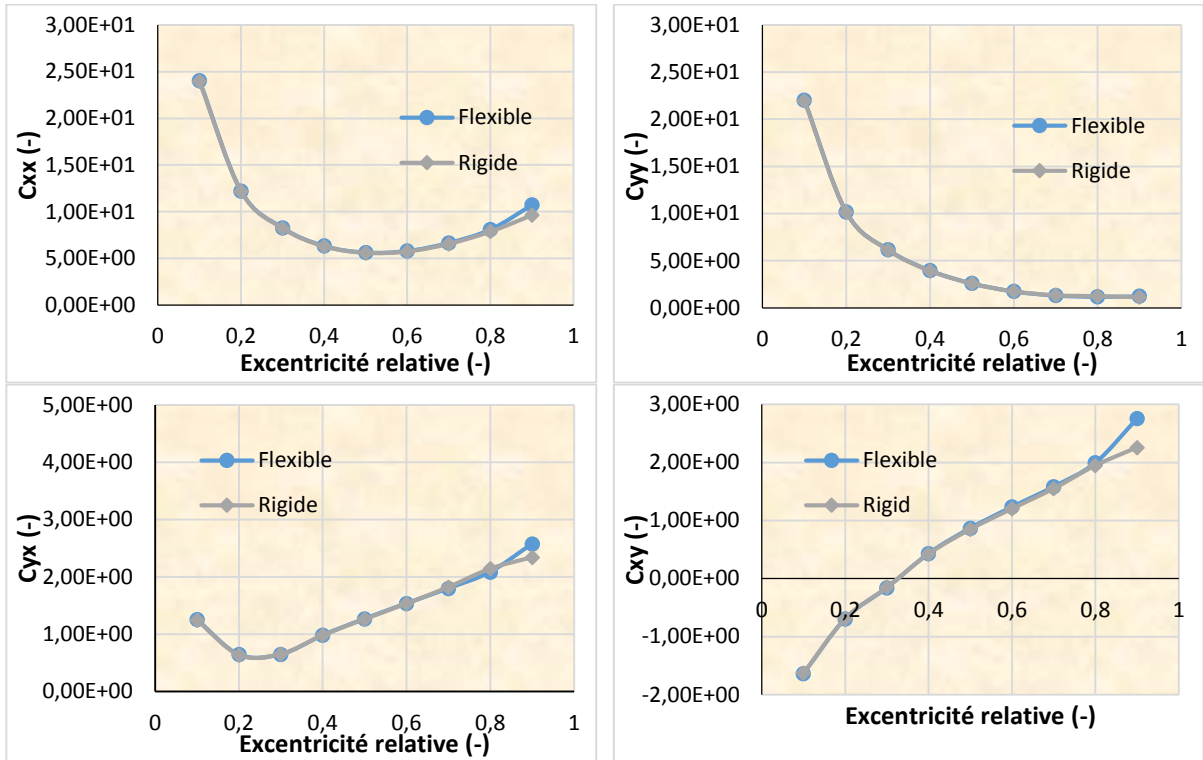 3,00E+01
2,50E+01
2,00E+01
1,50E+01
1,00E+01
5,00E+00
0,00E+00
Cxx (-)
Flexible
Rigide
0 0,2 0,4 0,6 0,8 1
Excentricité relative (-)
3,00E+01
2,50E+01
2,00E+01
1,50E+01
1,00E+01
5,00E+00
0,00E+00
Cyy (-)
Flexible
Rigide
0 0,2 0,4 0,6 0,8 1
Excentricité relative (-)
5,00E+00
4,00E+00
3,00E+00
2,00E+00
1,00E+00
0,00E+00
Cyx (-)
Flexible
Rigide
0 0,2 0,4 0,6 0,8 1
Excentricité relative (-)
3,00E+00
2,00E+00
1,00E+00
0,00E+00
-1,00E+00
-2,00E+00
Cxy (-)
Flexible
Rigid
0 0,2 0,4 0,6 0,8 1
Excentricité relative (-)